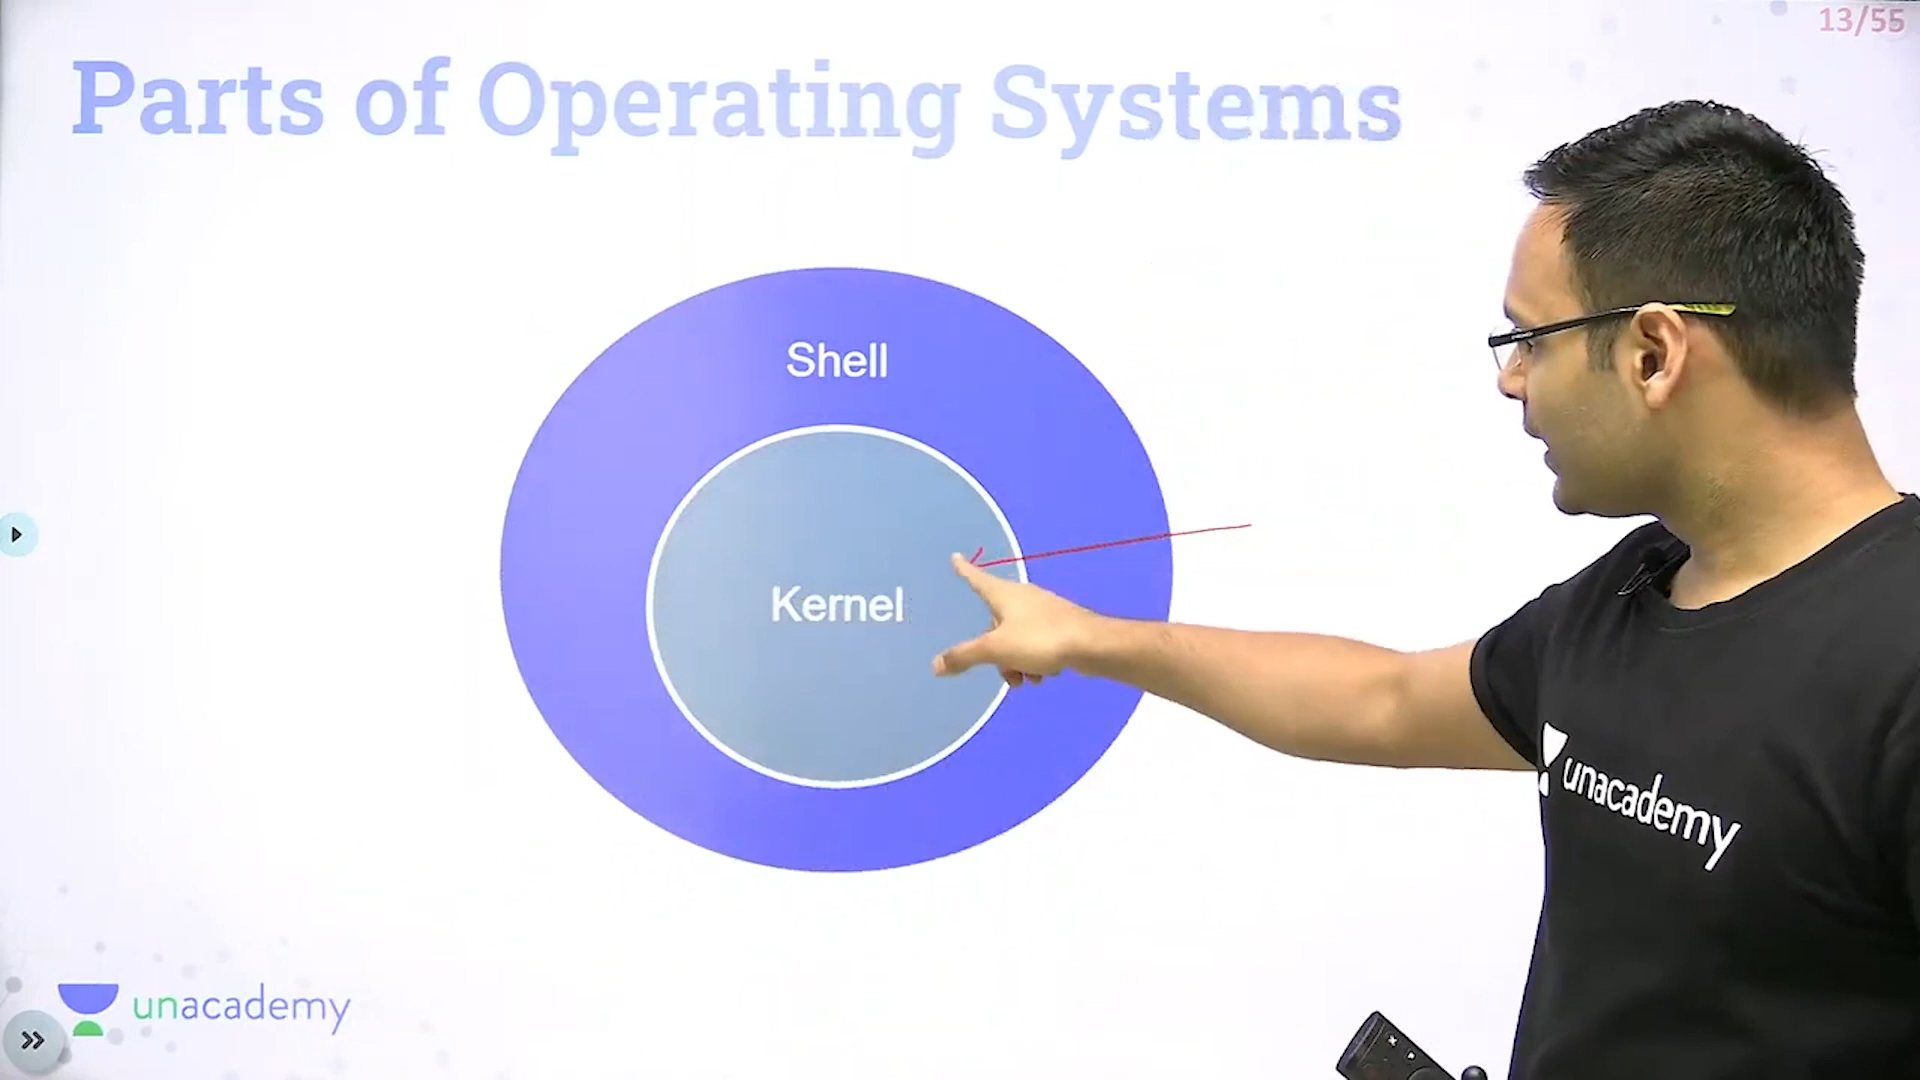 13/55
Parts of Operating Systems
Shell
Kernel
unacademy
unacademy